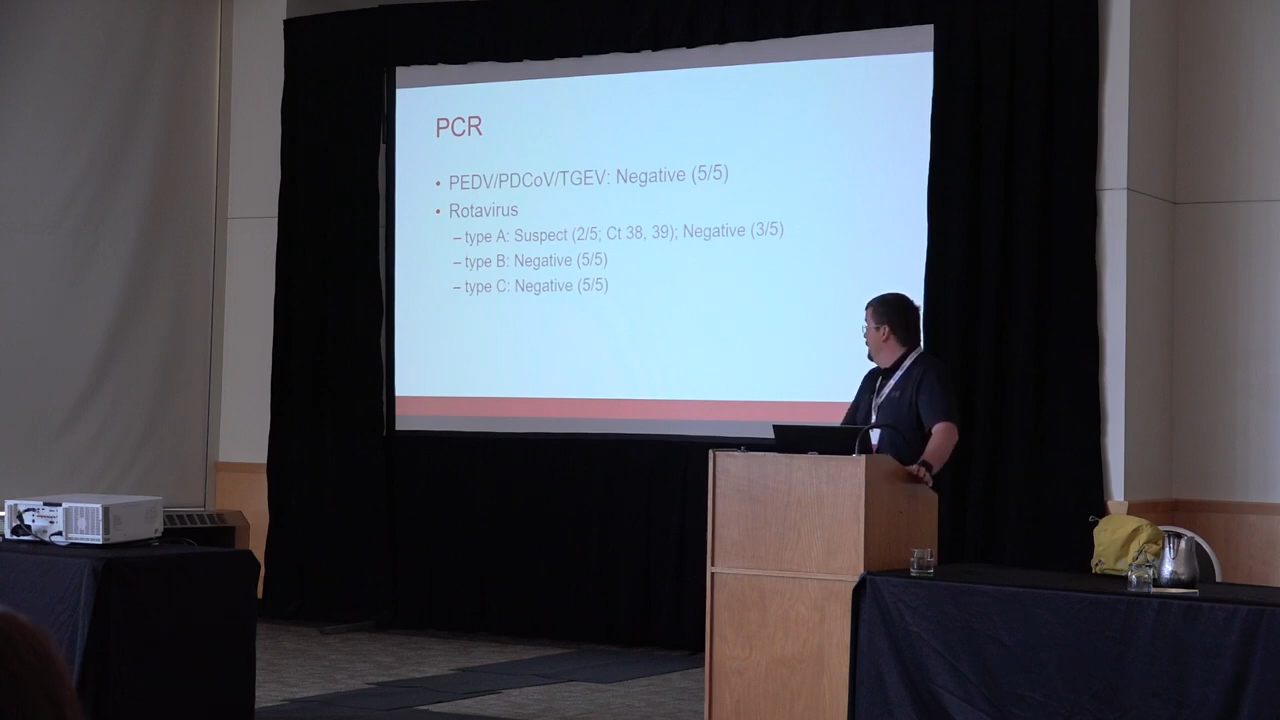 PCR
• PEDV/PDCoV/TGEV: Negative (5/5)
• Rotavirus
– type A: Suspect (2/5; Ct 38, 39); Negative (3/5)
– type B: Negative (5/5)
– type C: Negative (5/5)